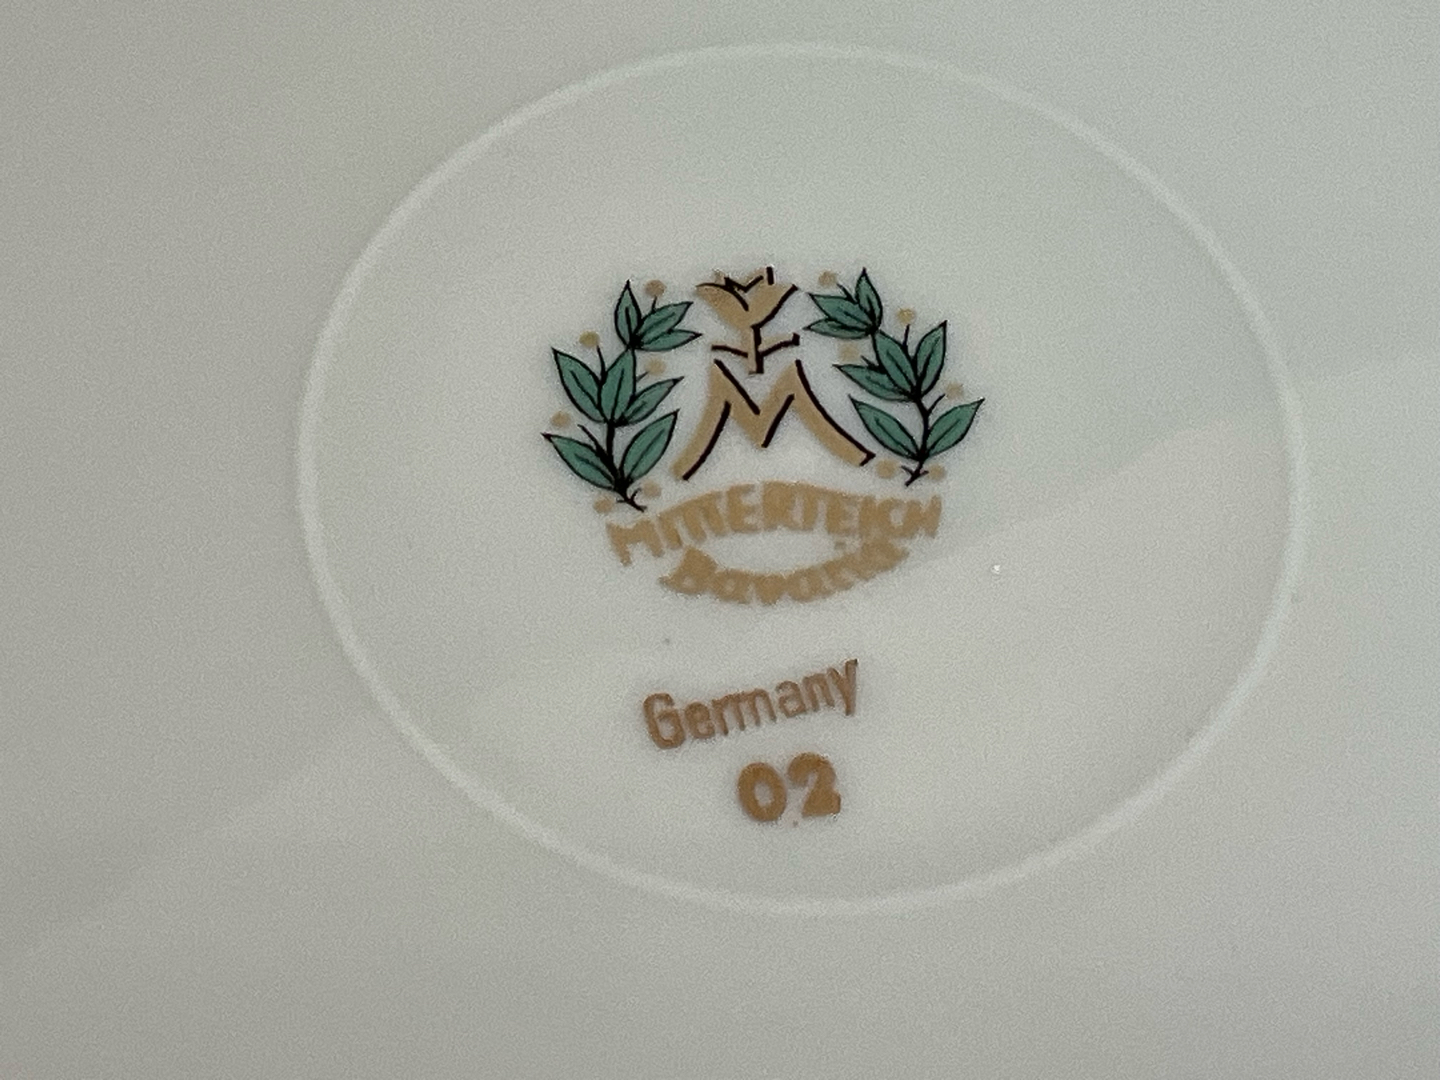 M
MITTERTEICH
Bavaria
Germany
02